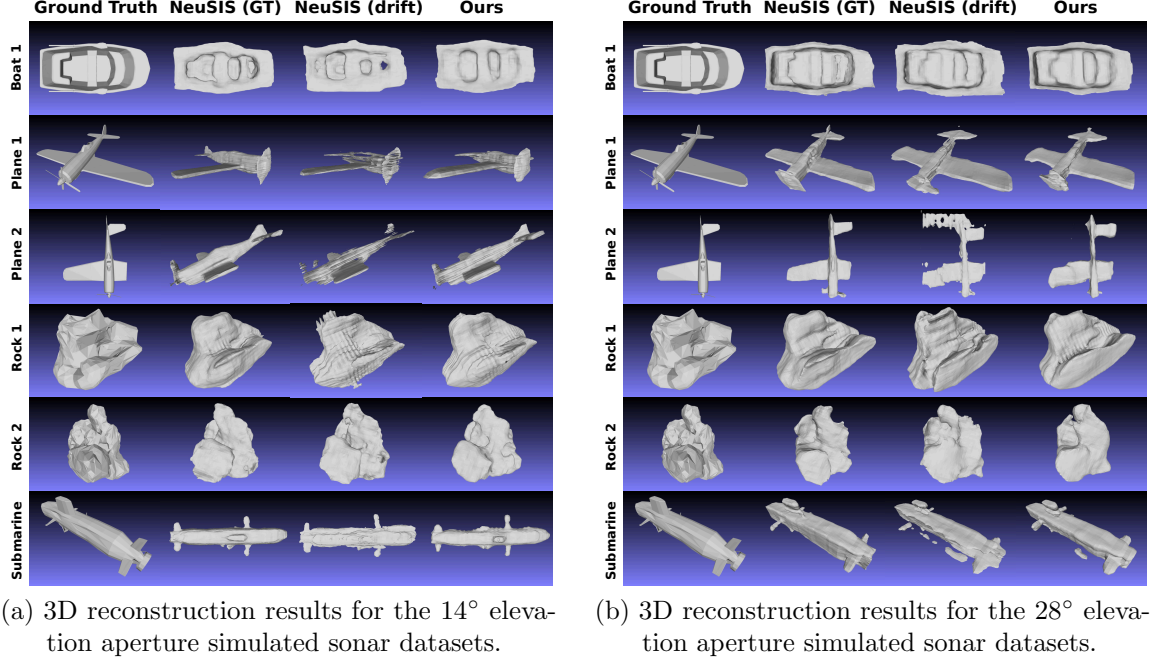 Ground Truth NeuSIS (GT) NeuSIS (drift) Ours
Boat 1
Plane 1
Plane 2
Rock 1
Rock 2
Submarine
(a) 3D reconstruction results for the 14° eleva-
tion aperture simulated sonar datasets.
Ground Truth NeuSIS (GT) NeuSIS (drift) Ours
Boat 1
Plane 1
Plane 2
Rock 1
Rock 2
Submarine
(b) 3D reconstruction results for the 28° eleva-
tion aperture simulated sonar datasets.